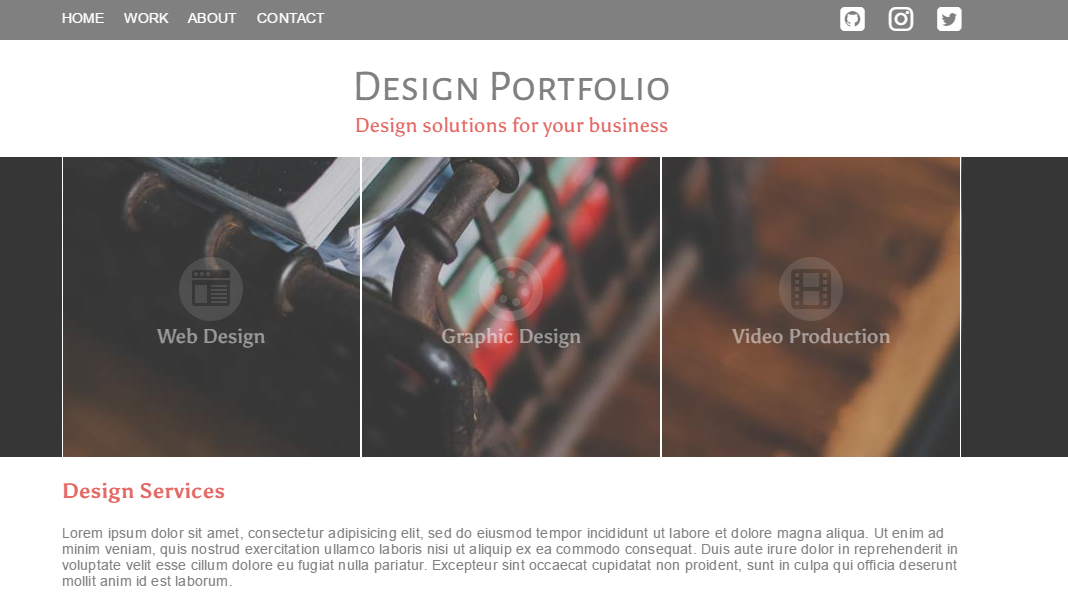 HOME WORK ABOUT CONTACT
Design Portfolio
Design solutions for your business
Web Design
Graphic Design
Video Production
Design Services
Lorem ipsum dolor sit amet, consectetur adipisicing elit, sed do eiusmod tempor incididunt ut labore et dolore magna aliqua. Ut enim ad
minim veniam, quis nostrud exercitation ullamco laboris nisi ut aliquip ex ea commodo consequat. Duis aute irure dolor in reprehenderit in
voluptate velit esse cillum dolore eu fugiat nulla pariatur. Excepteur sint occaecat cupidatat non proident, sunt in culpa qui officia deserunt
mollit anim id est laborum.